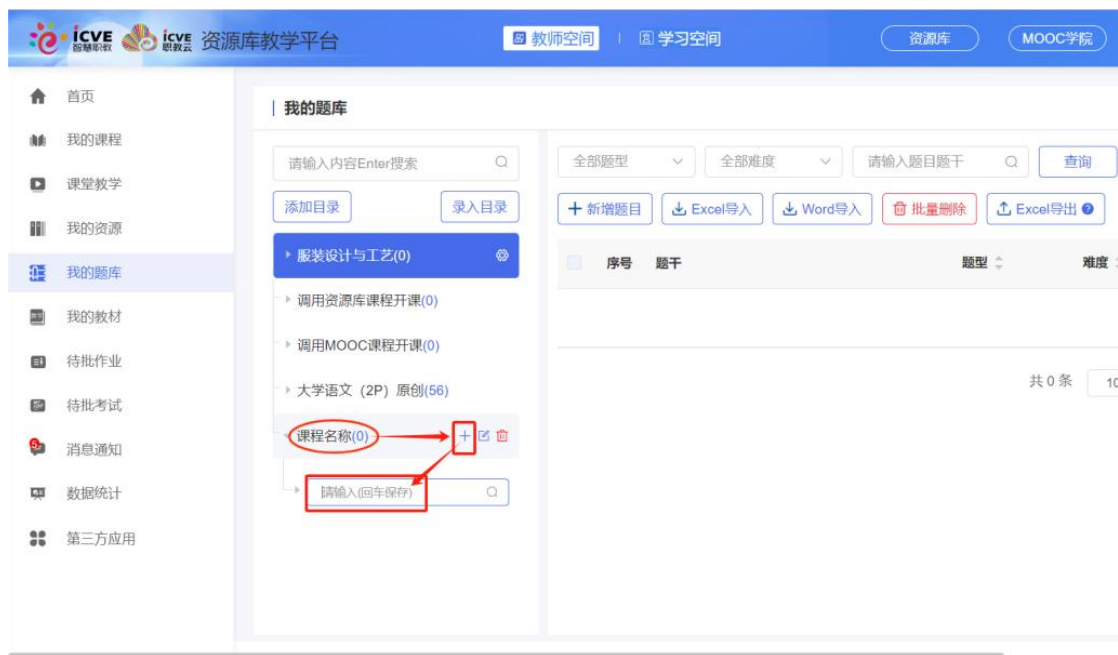 icve 智慧职教 icve 职教云 资源库教学平台 教师空间 学习空间 资源库 MOOC学院
首页
我的课程
课堂教学
我的资源
我的题库
我的教材
待批作业
待批考试
消息通知
数据统计
第三方应用
我的题库
请输入内容Enter搜索
添加目录 录入目录
服装设计与工艺(0)
调用资源库课程开课(0)
调用MOOC课程开课(0)
大学语文（2P）原创(56)
课程名称(0)
请输入(回车保存)
全部题型 全部难度 请输入题目题干 查询
新增题目 Excel导入 Word导入 批量删除 Excel导出
序号 题干 题型 难度
共 0 条 10